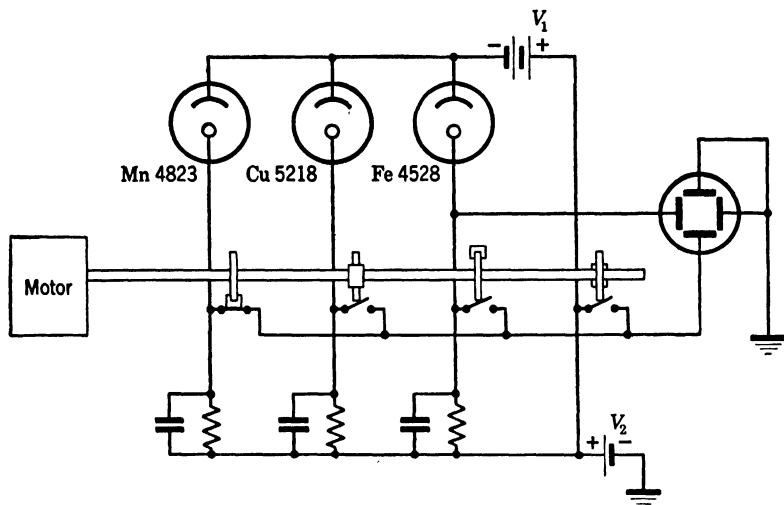 V₁
− +
Mn 4823 Cu 5218 Fe 4528
Motor
V₂
+ −